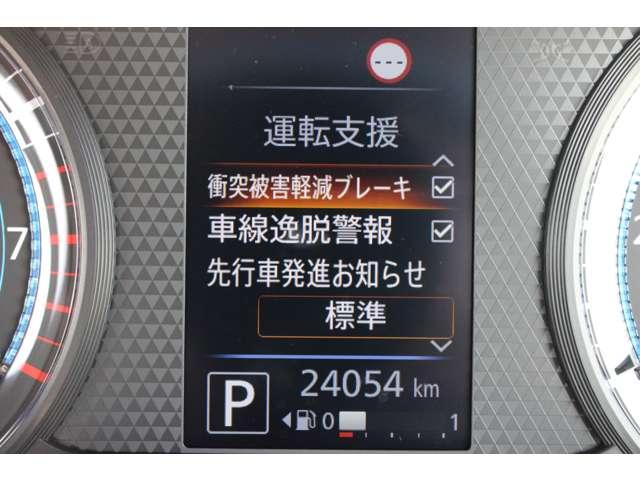 ---
運転支援
衝突被害軽減ブレーキ
車線逸脱警報
先行車発進お知らせ
標準
7
P
24054 km
0 1